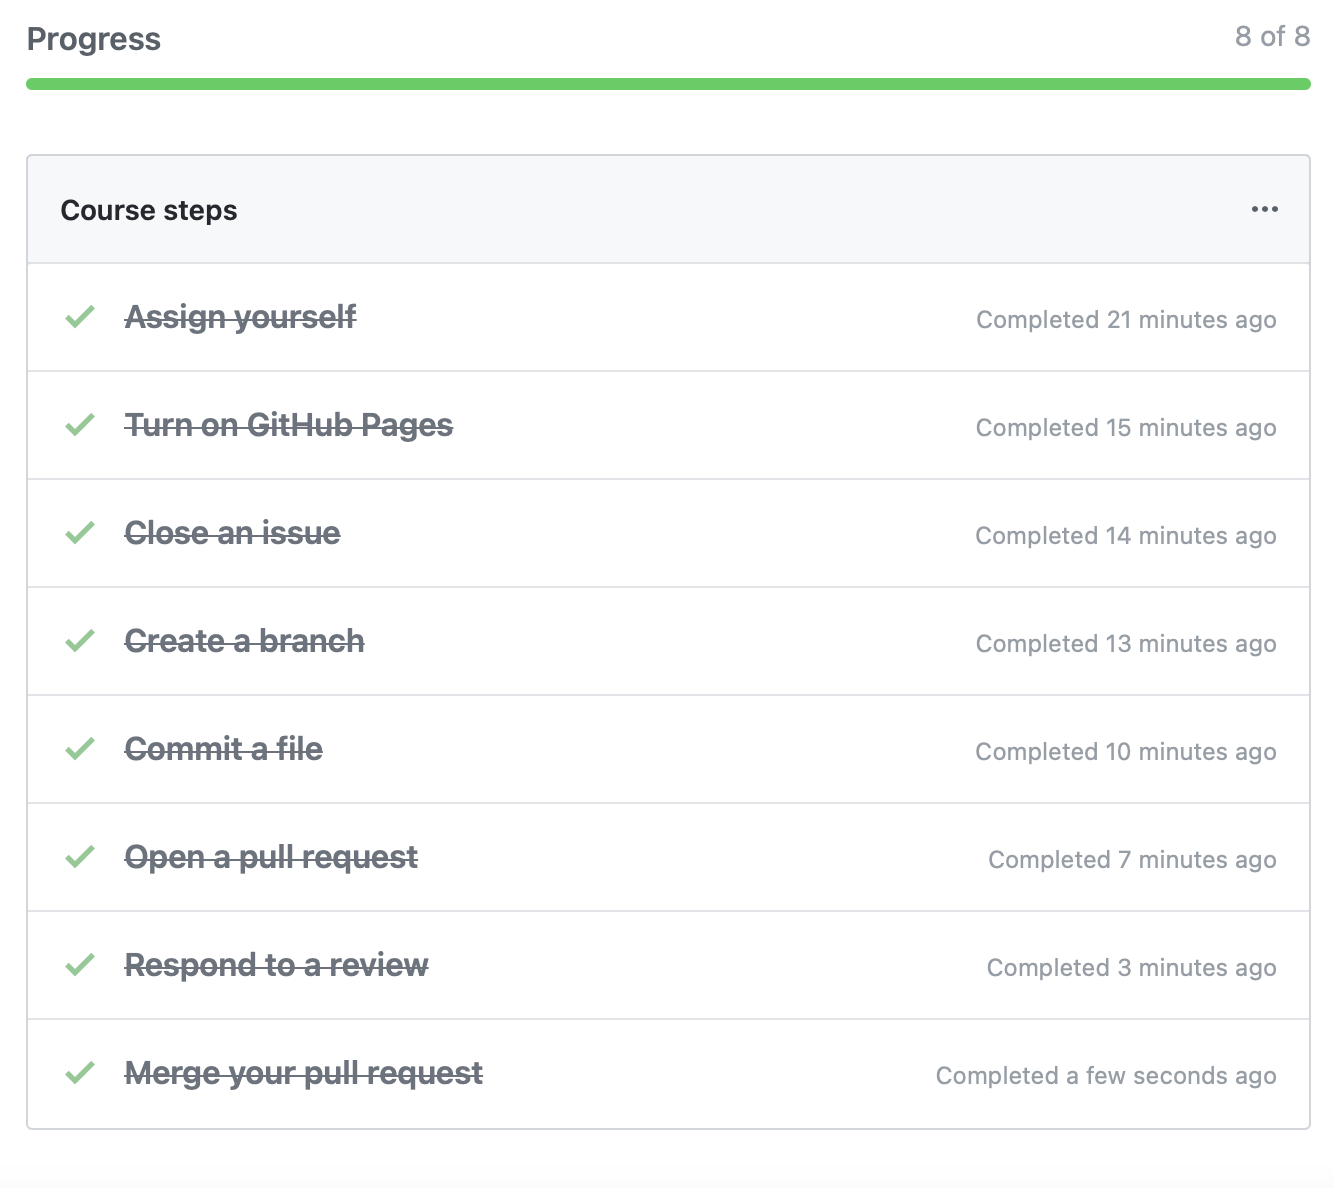 Progress 8 of 8
Course steps
Assign yourself Completed 21 minutes ago
Turn on GitHub Pages Completed 15 minutes ago
Close an issue Completed 14 minutes ago
Create a branch Completed 13 minutes ago
Commit a file Completed 10 minutes ago
Open a pull request Completed 7 minutes ago
Respond to a review Completed 3 minutes ago
Merge your pull request Completed a few seconds ago